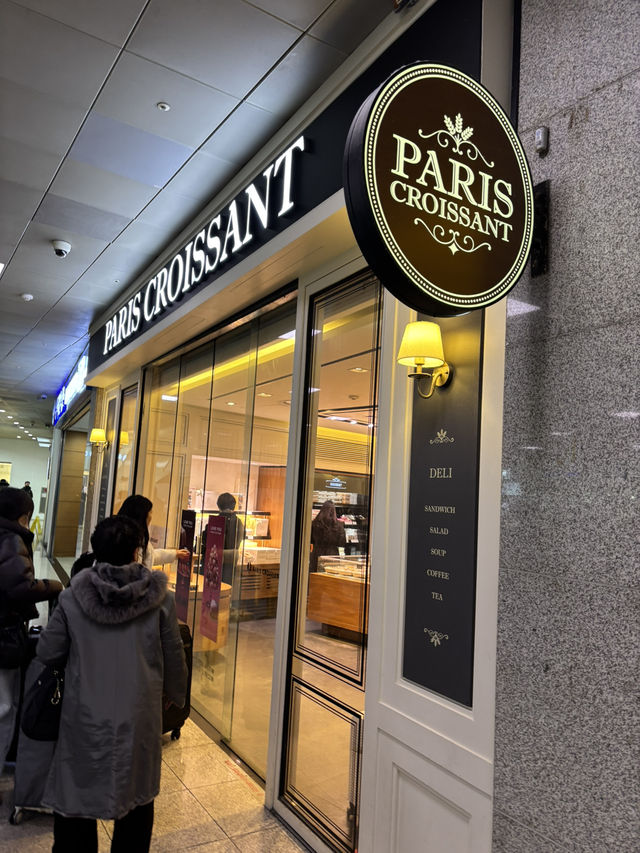 PARIS CROISSANT
PARIS
CROISSANT
DELI
SANDWICH
SALAD
SOUP
COFFEE
TEA